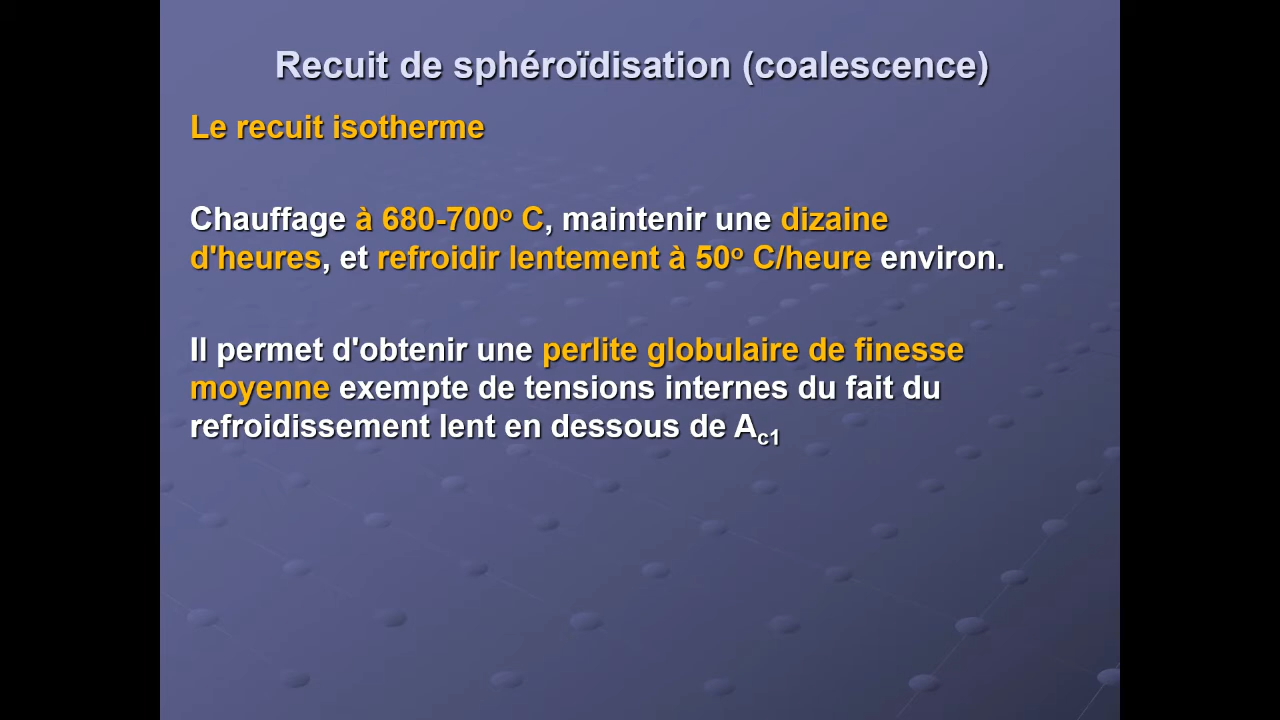 Recuit de sphéroïdisation (coalescence)
Le recuit isotherme
Chauffage à 680-700º C, maintenir une dizaine
d'heures, et refroidir lentement à 50º C/heure environ.
Il permet d'obtenir une perlite globulaire de finesse
moyenne exempte de tensions internes du fait du
refroidissement lent en dessous de Ac1